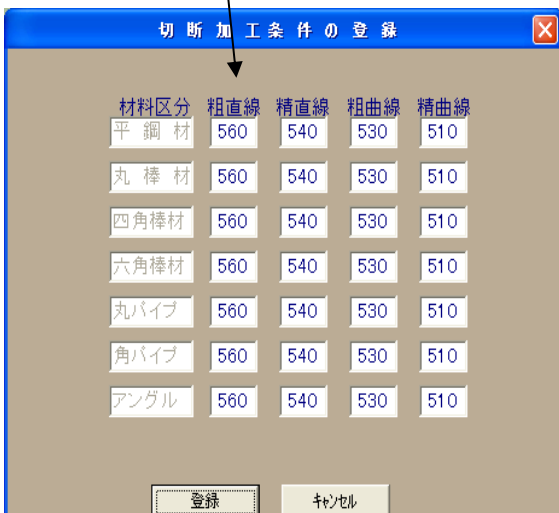 切断加工条件の登録
材料区分 粗直線 精直線 粗曲線 精曲線
平鋼材 560 540 530 510
丸棒材 560 540 530 510
四角棒材 560 540 530 510
六角棒材 560 540 530 510
丸パイプ 560 540 530 510
角パイプ 560 540 530 510
アングル 560 540 530 510
登録 ｷｬﾝｾﾙ